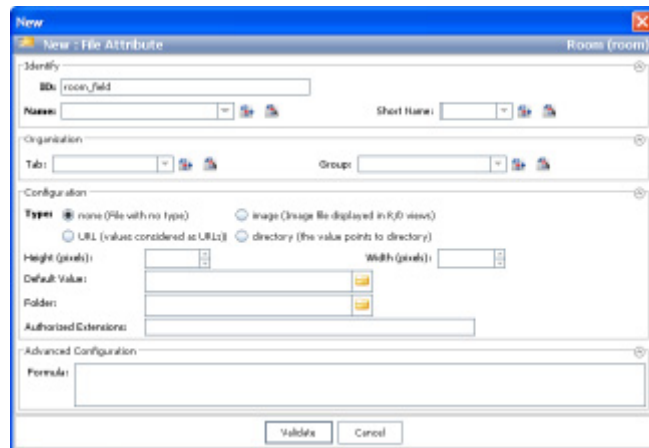 New
New : File Attribute Room (room)
Identify
ID: room_field
Name: Short Name:
Organization
Tab: Group:
Configuration
Type: none (File with no type) image (Image file displayed in R/O views)
URL (values considered as URLs) directory (the value points to directory)
Height (pixels): Width (pixels):
Default Value:
Folder:
Authorized Extensions:
Advanced Configuration
Formula:
Validate Cancel